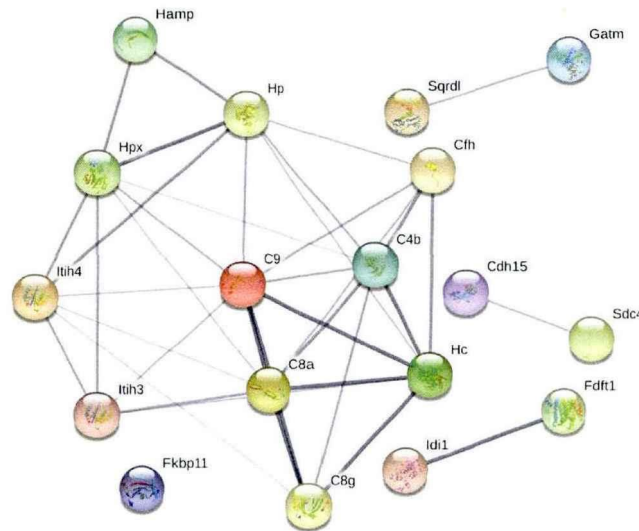 Hamp
Gatm
Hp
Sqrdl
Hpx
Cfh
C4b
Itih4
C9
Cdh15
Sdc4
C8a
Hc
Itih3
Fdft1
Idi1
Fkbp11
C8g